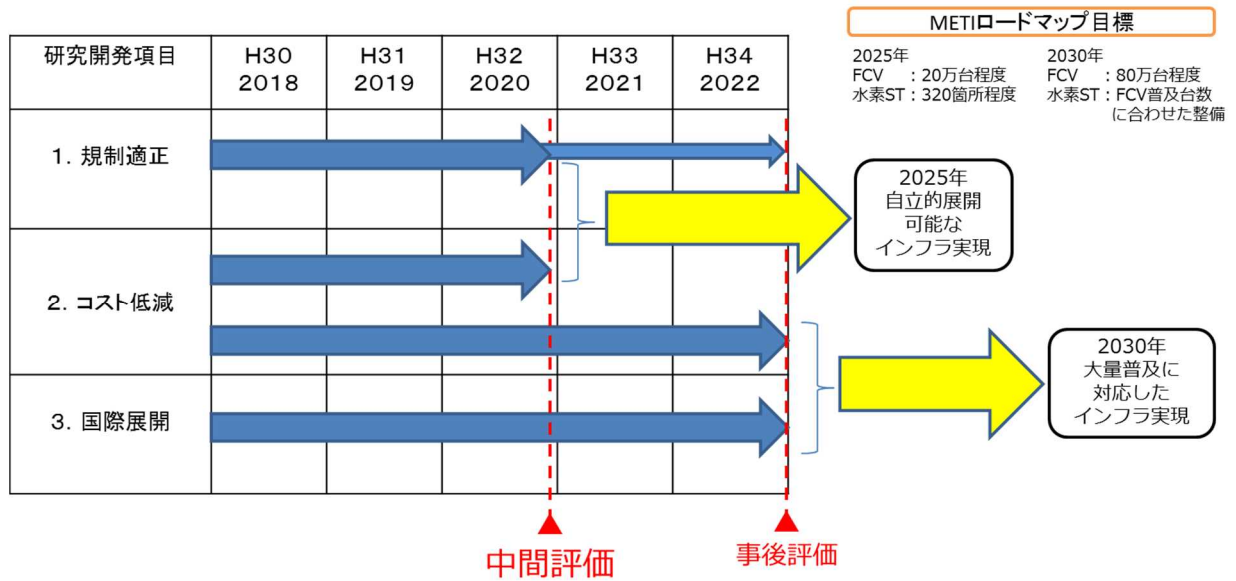 METIロードマップ目標
2025年
FCV ：20万台程度
水素ST：320箇所程度
2030年
FCV ：80万台程度
水素ST：FCV普及台数
に合わせた整備
研究開発項目
H30
2018
H31
2019
H32
2020
H33
2021
H34
2022
1. 規制適正
2. コスト低減
3. 国際展開
2025年
自立的展開
可能な
インフラ実現
2030年
大量普及に
対応した
インフラ実現
中間評価
事後評価